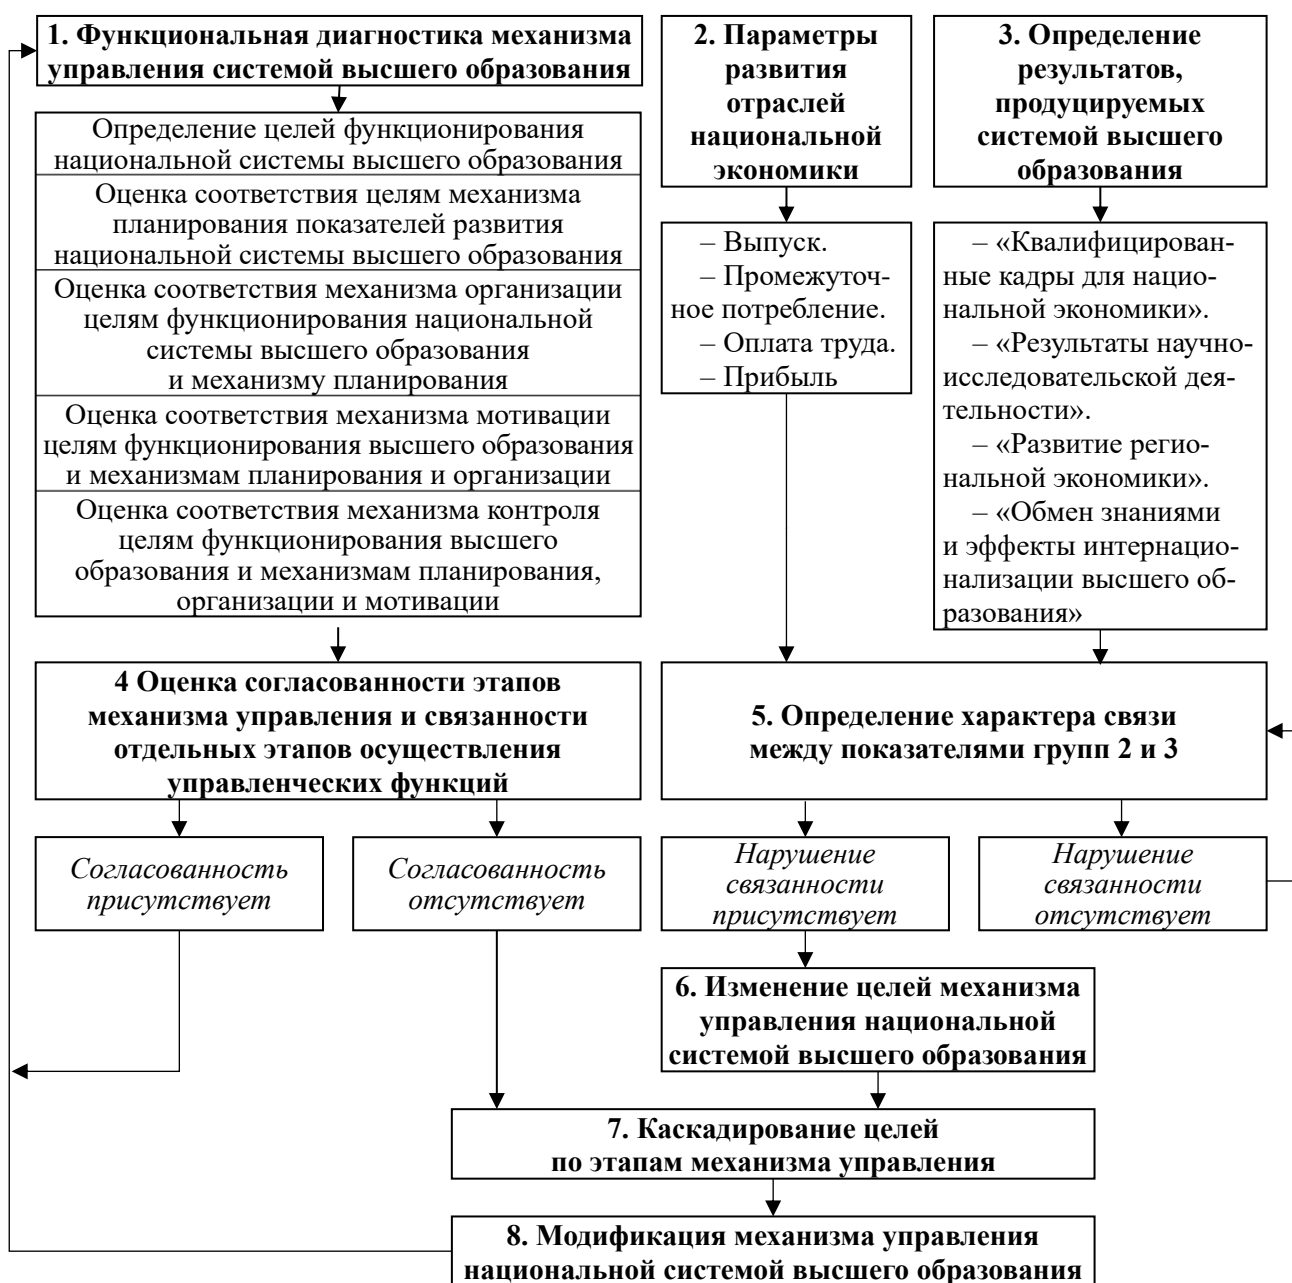 1. Функциональная диагностика механизма
управления системой высшего образования
Определение целей функционирования
национальной системы высшего образования
Оценка соответствия целям механизма
планирования показателей развития
национальной системы высшего образования
Оценка соответствия механизма организации
целям функционирования национальной
системы высшего образования
и механизму планирования
Оценка соответствия механизма мотивации
целям функционирования высшего образования
и механизмам планирования и организации
Оценка соответствия механизма контроля
целям функционирования высшего
образования и механизмам планирования,
организации и мотивации
2. Параметры
развития
отраслей
национальной
экономики
– Выпуск.
– Промежуточ-
ное потребление.
– Оплата труда.
– Прибыль
3. Определение
результатов,
продуцируемых
системой высшего
образования
– «Квалифицирован-
ные кадры для нацио-
нальной экономики».
– «Результаты научно-
исследовательской дея-
тельности».
– «Развитие регио-
нальной экономики».
– «Обмен знаниями
и эффекты интернацио-
нализации высшего об-
разования»
4 Оценка согласованности этапов
механизма управления и связанности
отдельных этапов осуществления
управленческих функций
5. Определение характера связи
между показателями групп 2 и 3
Согласованность
присутствует
Согласованность
отсутствует
Нарушение
связанности
присутствует
Нарушение
связанности
отсутствует
6. Изменение целей механизма
управления национальной
системой высшего образования
7. Каскадирование целей
по этапам механизма управления
8. Модификация механизма управления
национальной системой высшего образования